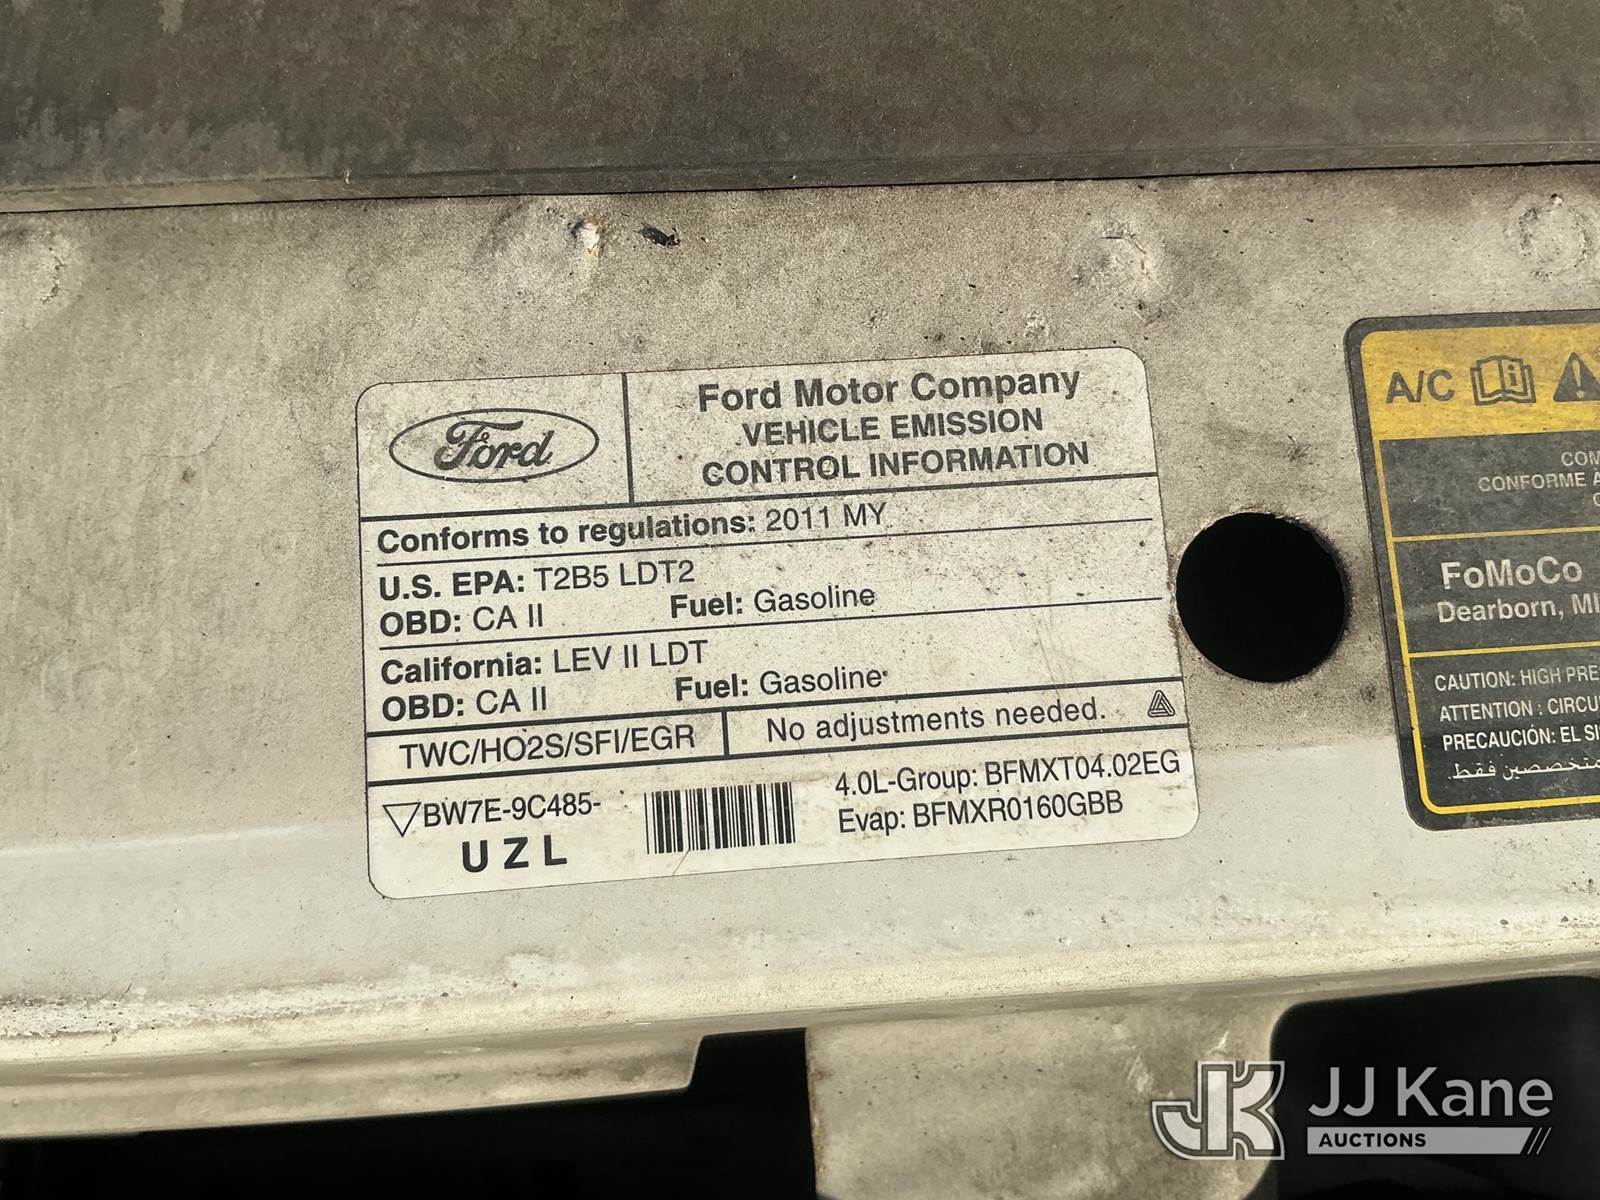 Ford
Ford Motor Company
VEHICLE EMISSION
CONTROL INFORMATION
Conforms to regulations: 2011 MY
U.S. EPA: T2B5 LDT2
OBD: CA II Fuel: Gasoline
California: LEV II LDT
OBD: CA II Fuel: Gasoline
TWC/HO2S/SFI/EGR
No adjustments needed.
BW7E-9C485-
UZL
4.0L-Group: BFMXT04.02EG
Evap: BFMXR0160GBB
A/C
CONFORME
FoMoCo
Dearborn, MI
CAUTION: HIGH
ATTENTION :
PRECAUCIÓN: EL
متخصصين فقط.
JK
JJ Kane
AUCTIONS